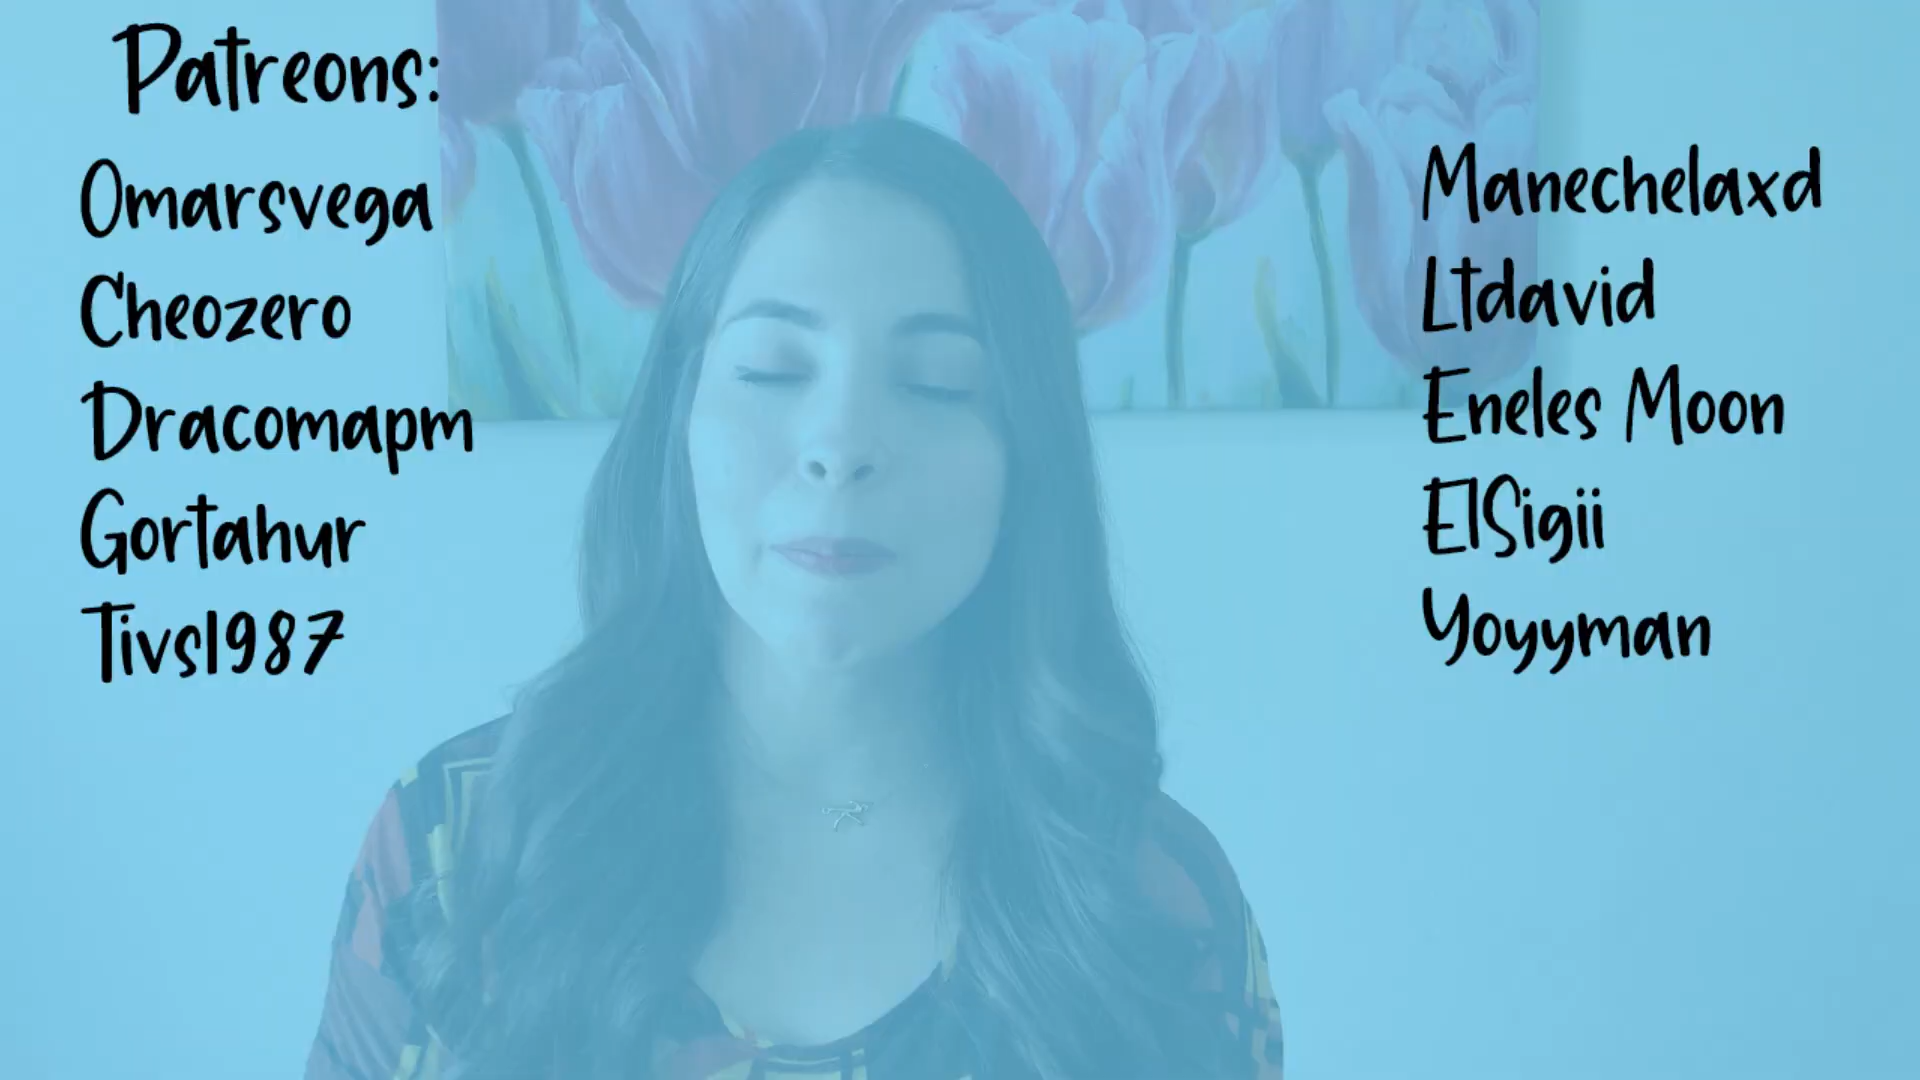 Patreons:
Omarsvega
Cheozero
Dracomapm
Gortahur
Tivs1987
Manechelaxd
Ltdavid
Eneles Moon
ElSigii
Yoyyman